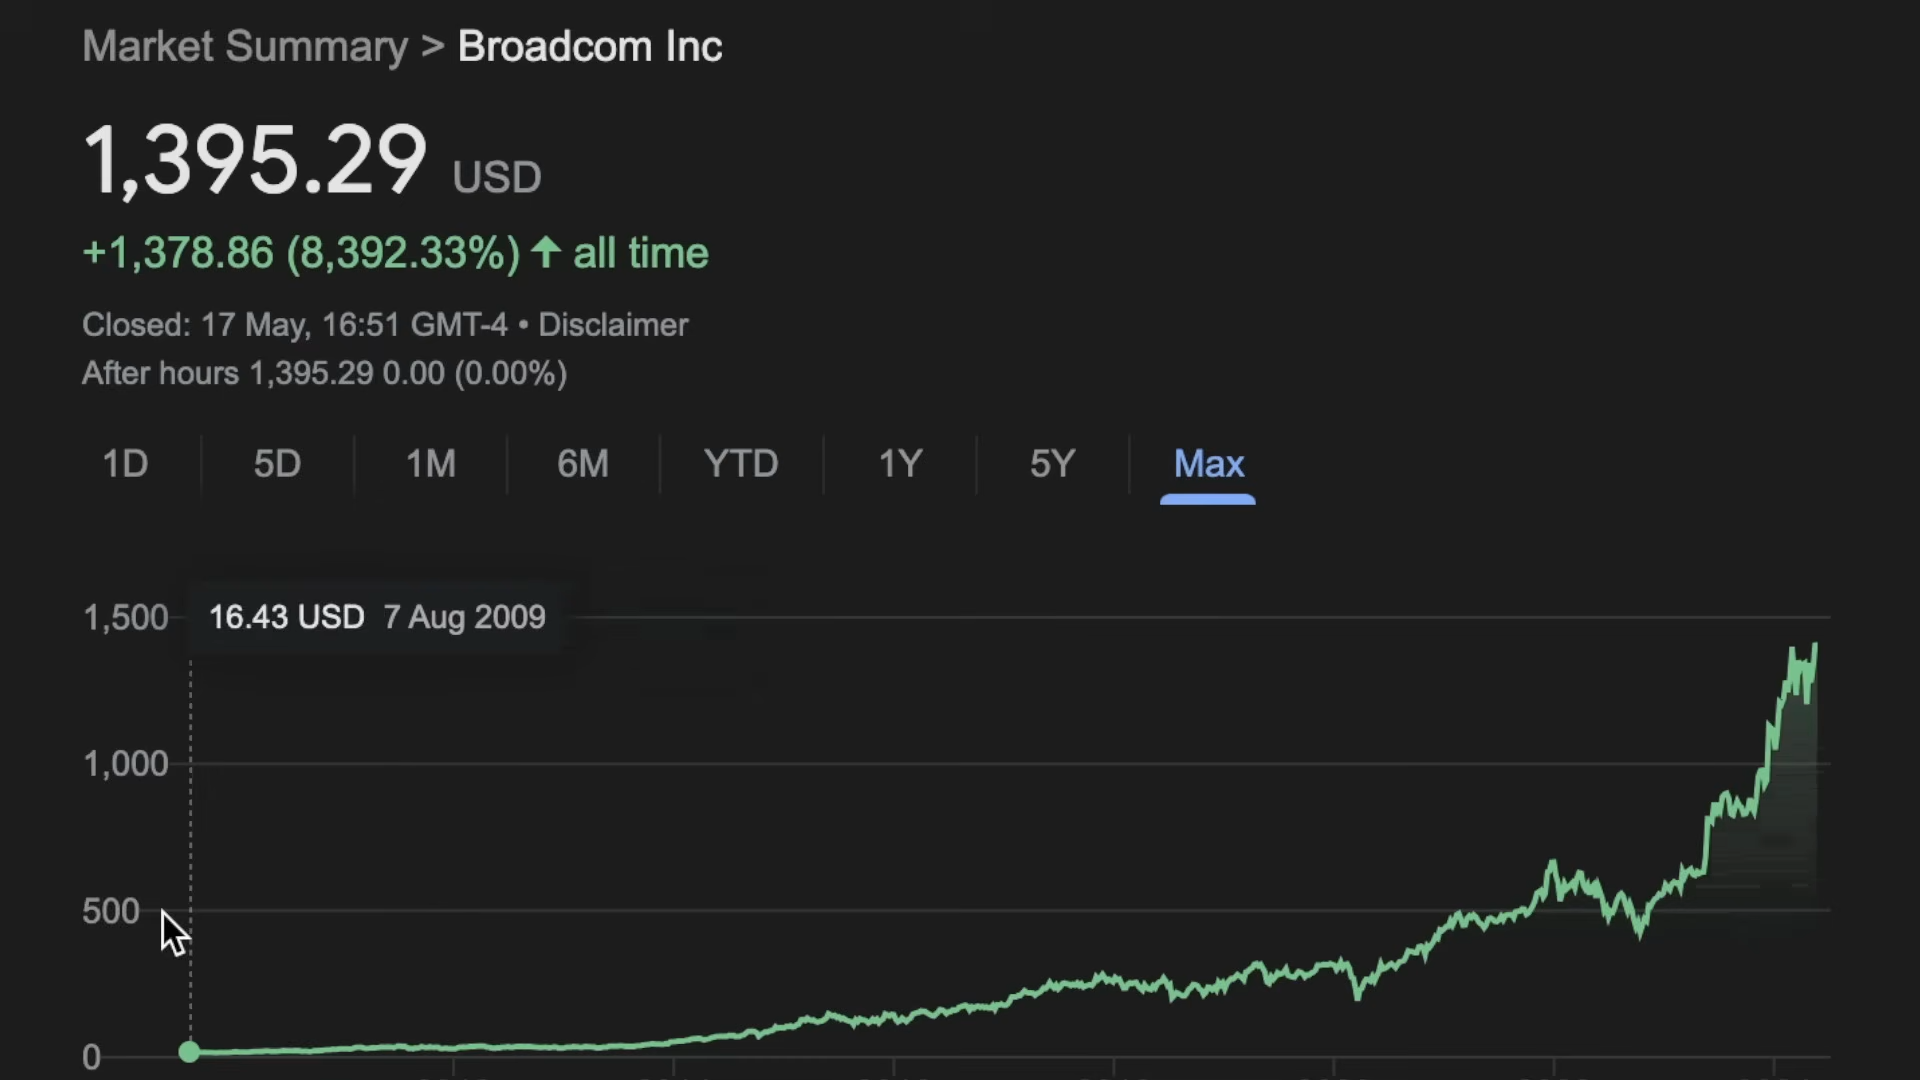 Market Summary > Broadcom Inc
1,395.29 USD
+1,378.86 (8,392.33%) ↑ all time
Closed: 17 May, 16:51 GMT-4 • Disclaimer
After hours 1,395.29 0.00 (0.00%)
1D 5D 1M 6M YTD 1Y 5Y Max
16.43 USD 7 Aug 2009
1,500
1,000
500
0